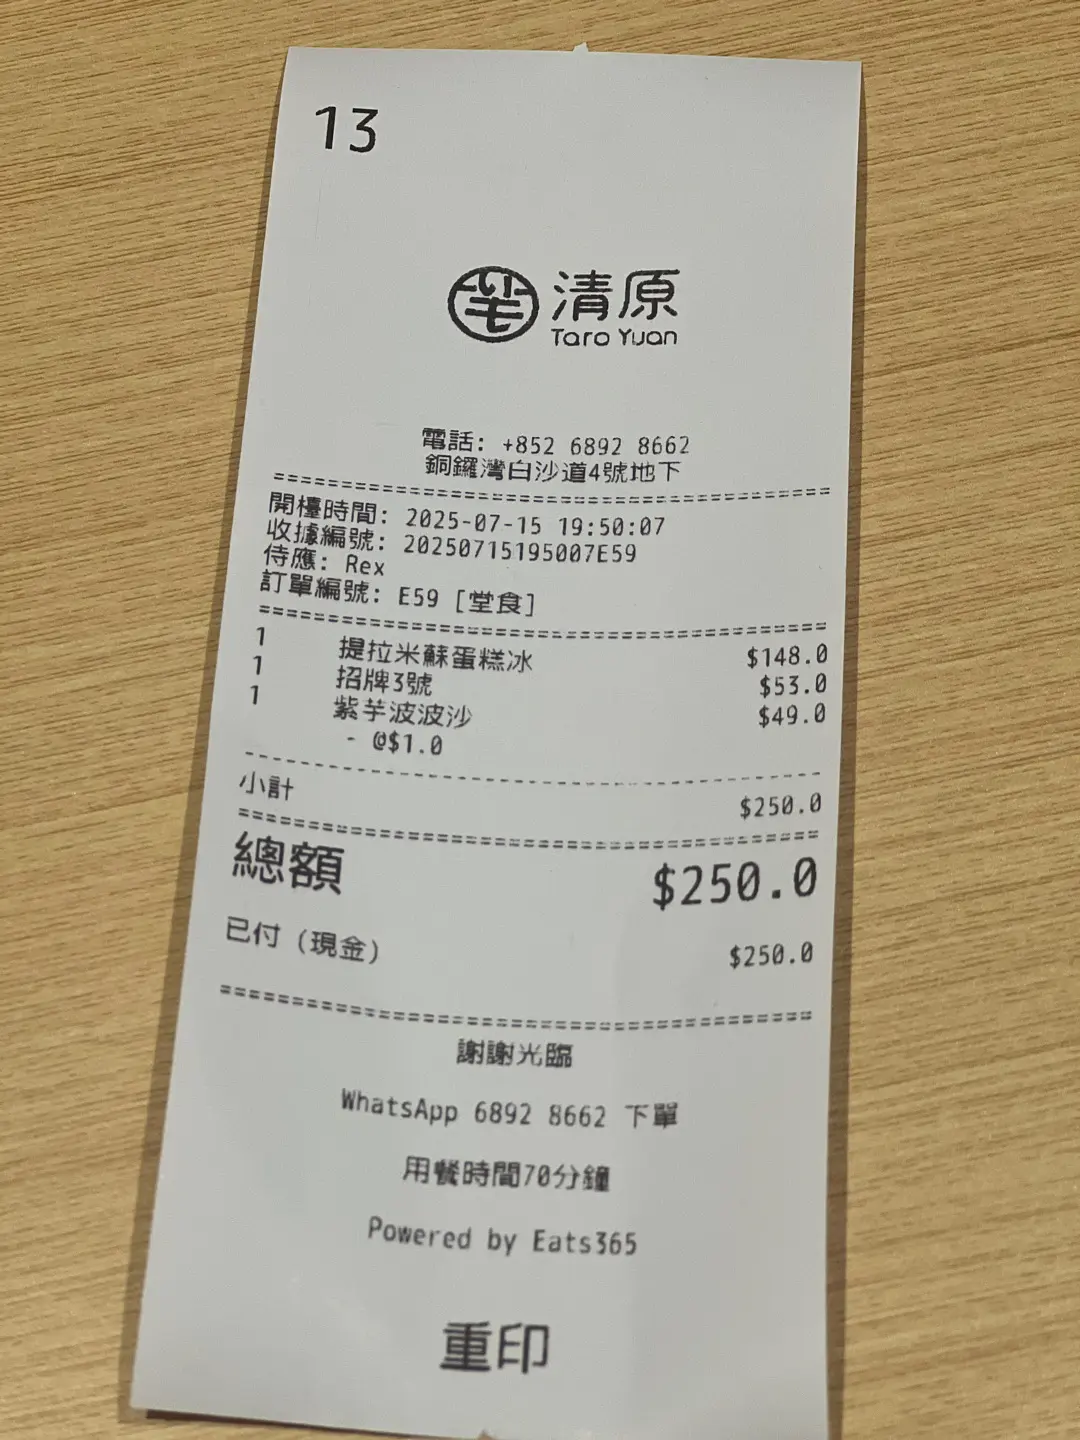 13
芋 清原
Taro Yuan
電話: +852 6892 8662
銅鑼灣白沙道4號地下
開檯時間: 2025-07-15 19:50:07
收據編號: 20250715195007E59
侍應: Rex
訂單編號: E59 [堂食]
1 提拉米蘇蛋糕冰 $148.0
1 招牌3號 $53.0
1 紫芋波波沙 $49.0
- @$1.0
小計 $250.0
總額 $250.0
已付 (現金) $250.0
謝謝光臨
WhatsApp 6892 8662 下單
用餐時間70分鐘
Powered by Eats365
重印